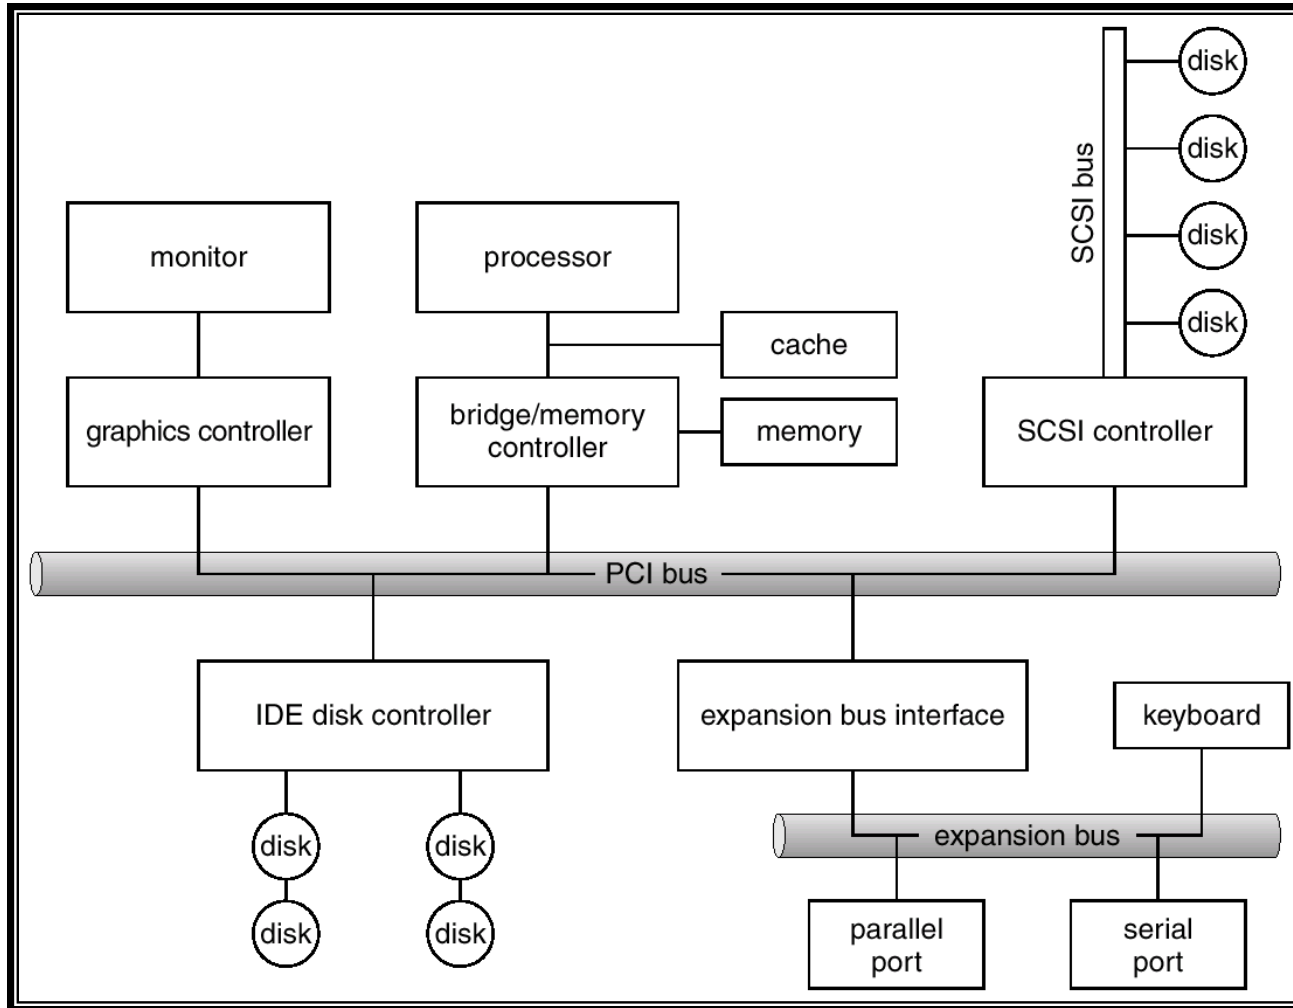 disk
disk
disk
disk
SCSI bus
monitor
processor
cache
graphics controller
bridge/memory
controller
memory
SCSI controller
PCI bus
IDE disk controller
expansion bus interface
keyboard
expansion bus
disk
disk
disk
disk
parallel
port
serial
port